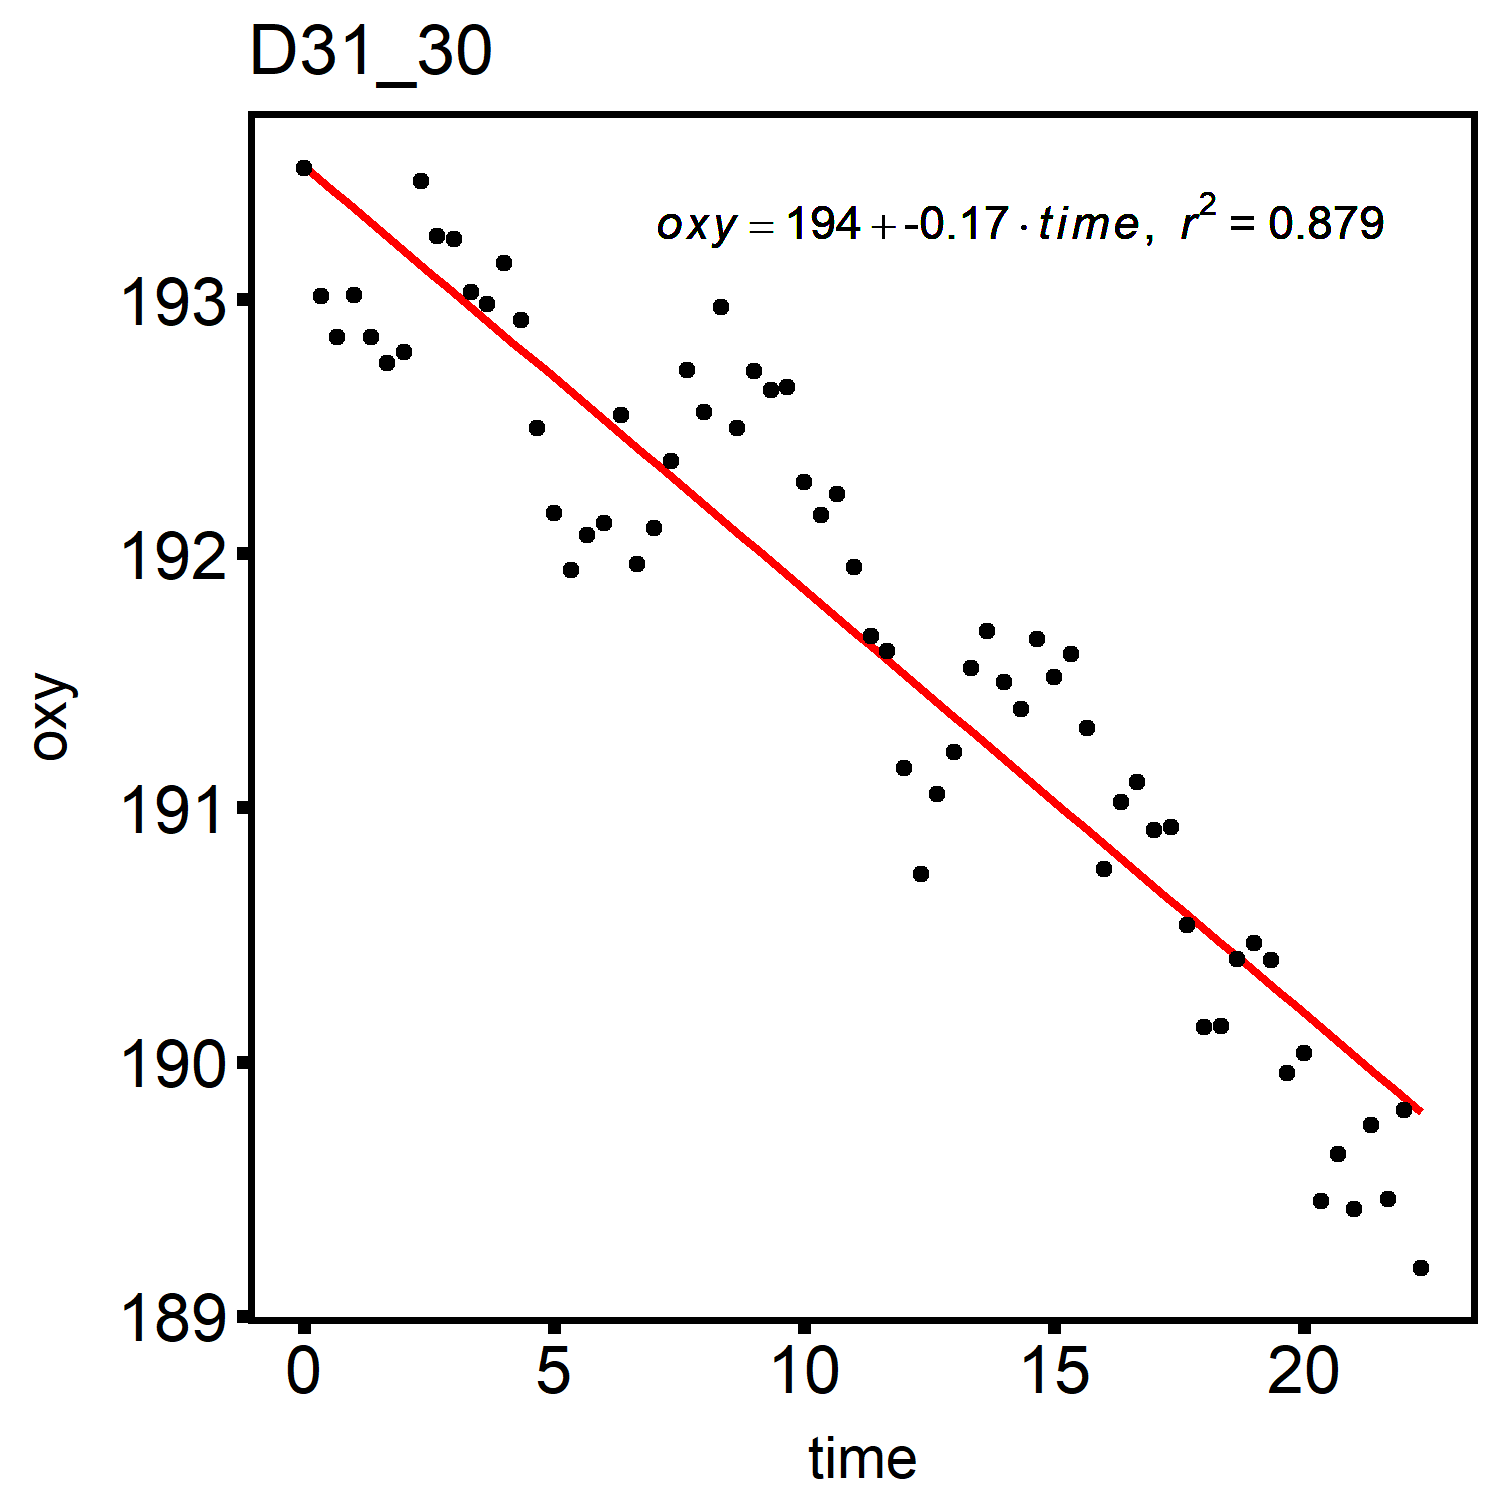 D31_30
oxy = 194 + -0.17 · time, r² = 0.879
193
192
191
190
189
oxy
0 5 10 15 20
time